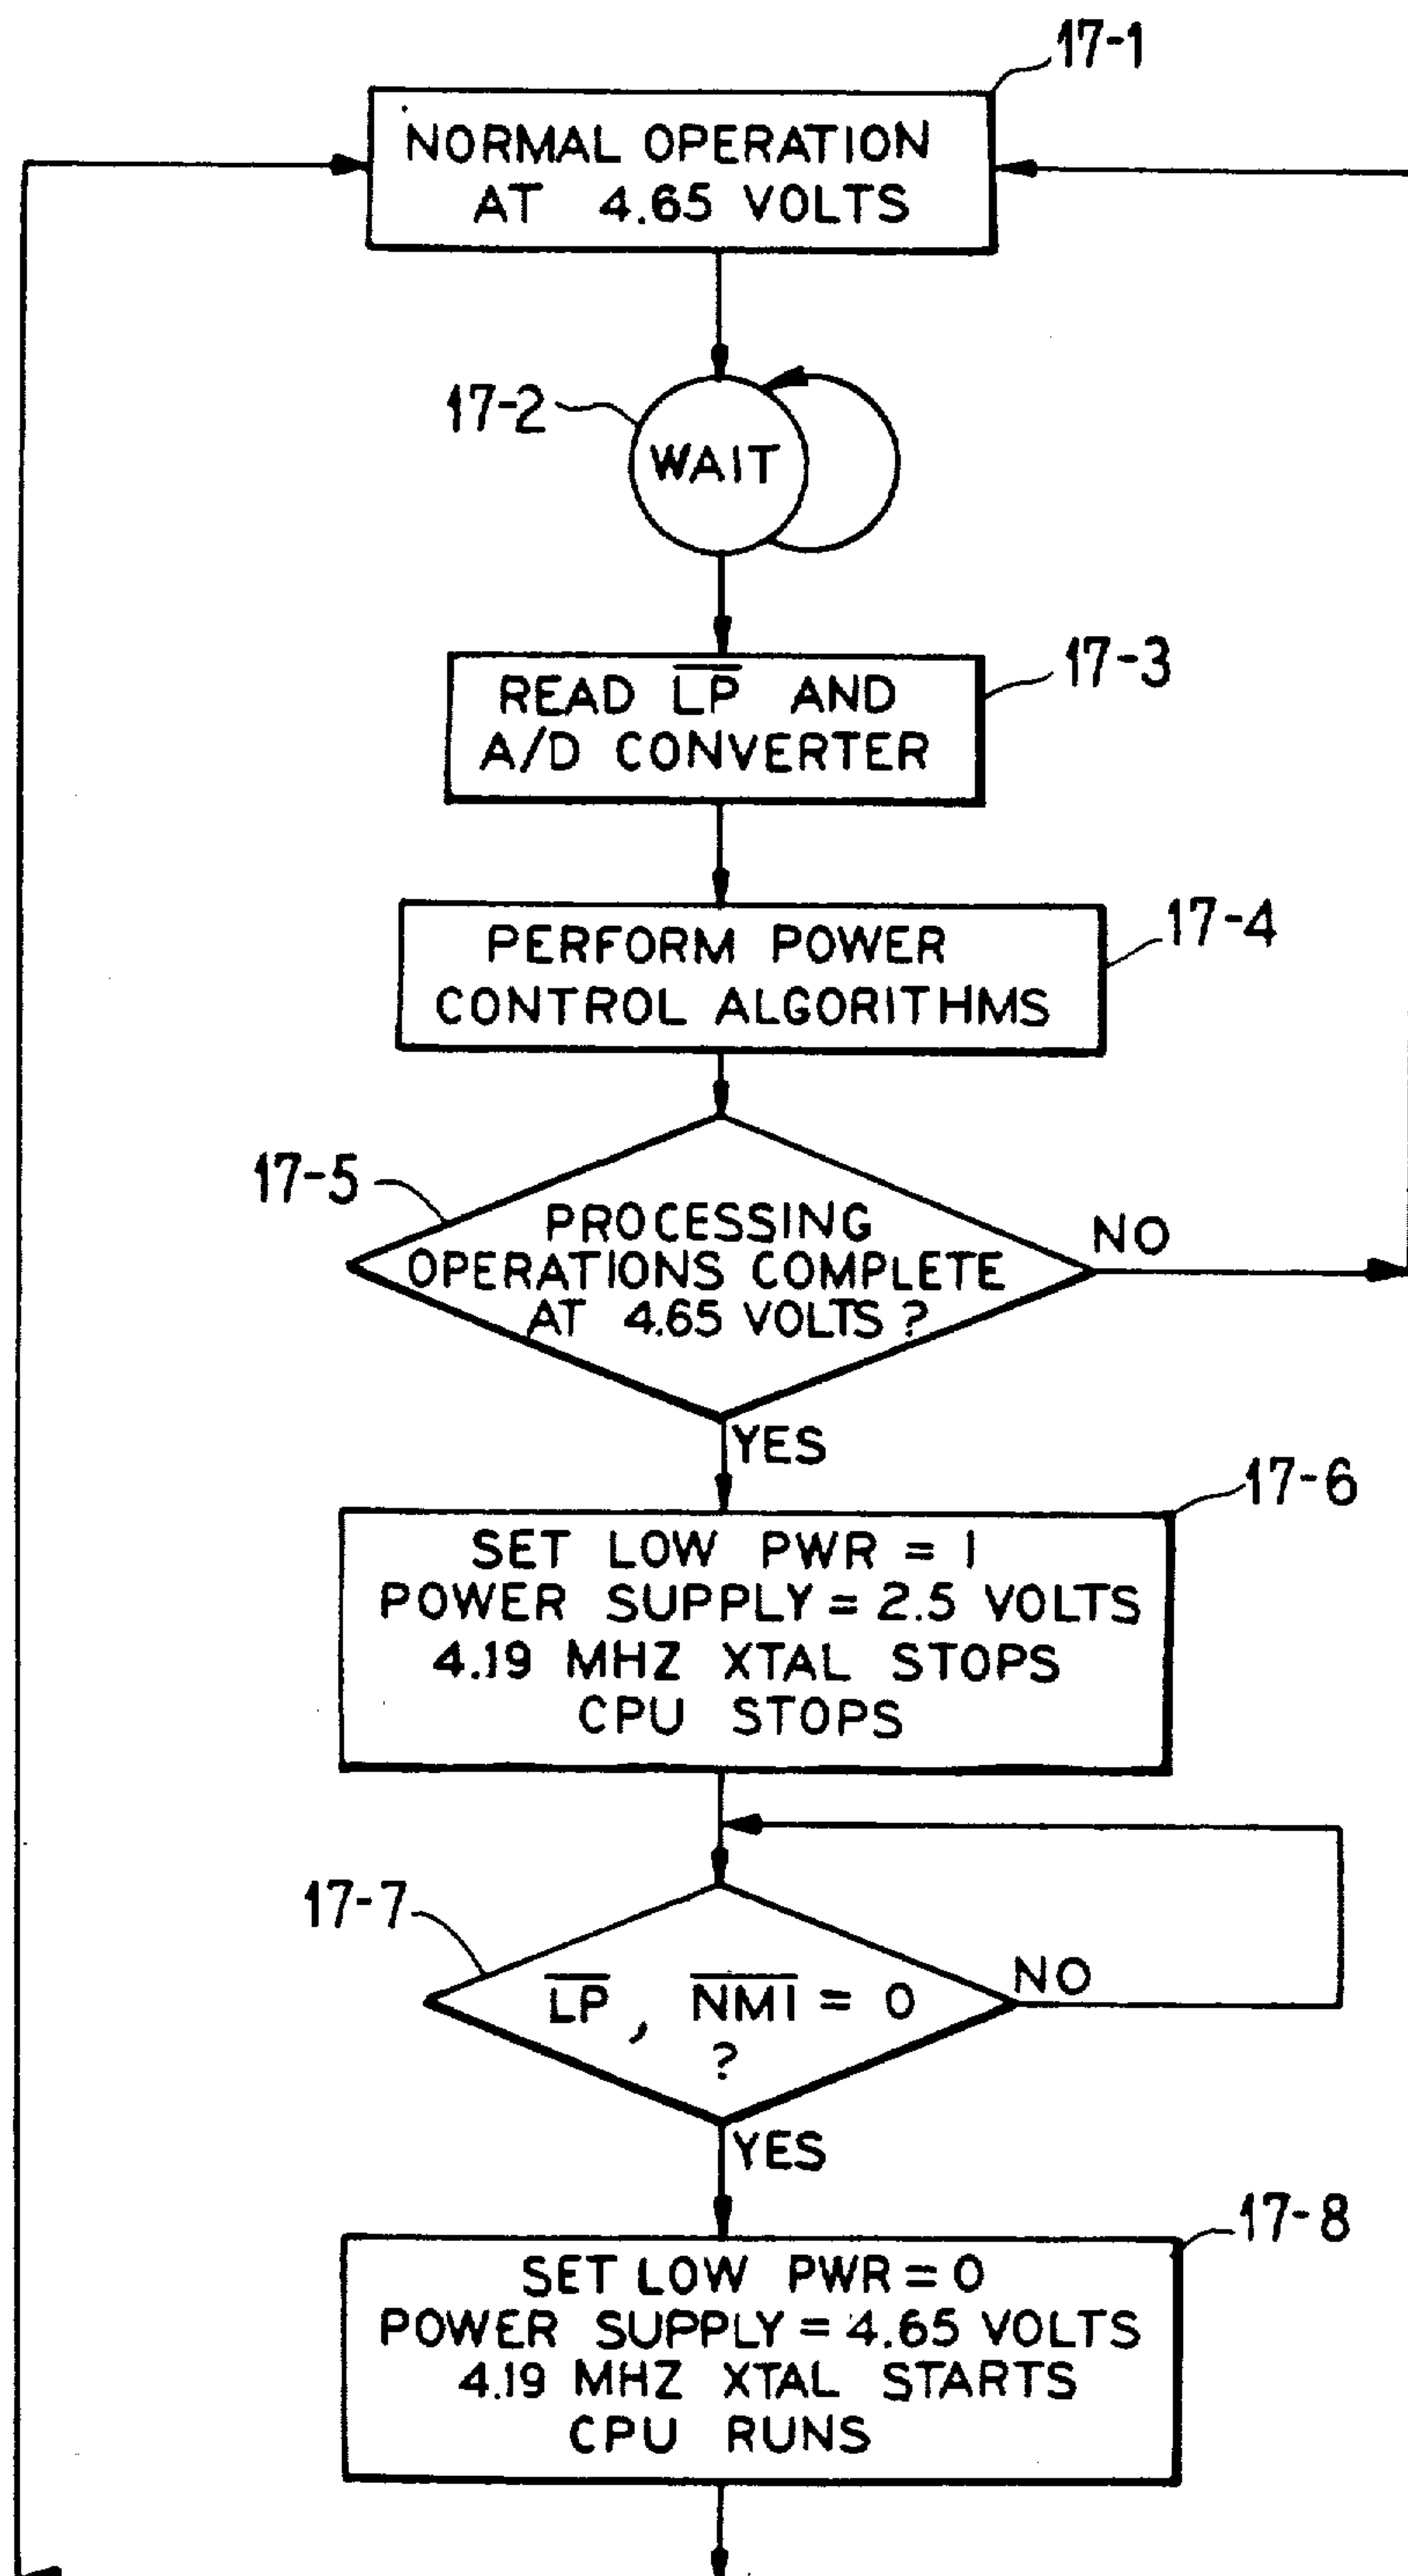 17-1
NORMAL OPERATION
AT 4.65 VOLTS
17-2
WAIT
17-3
READ L̅P̅ AND
A/D CONVERTER
17-4
PERFORM POWER
CONTROL ALGORITHMS
17-5
PROCESSING
OPERATIONS COMPLETE
AT 4.65 VOLTS ?
NO
YES
17-6
SET LOW PWR = 1
POWER SUPPLY = 2.5 VOLTS
4.19 MHZ XTAL STOPS
CPU STOPS
17-7
L̅P̅, N̅M̅I̅ = 0
?
NO
YES
17-8
SET LOW PWR = 0
POWER SUPPLY = 4.65 VOLTS
4.19 MHZ XTAL STARTS
CPU RUNS